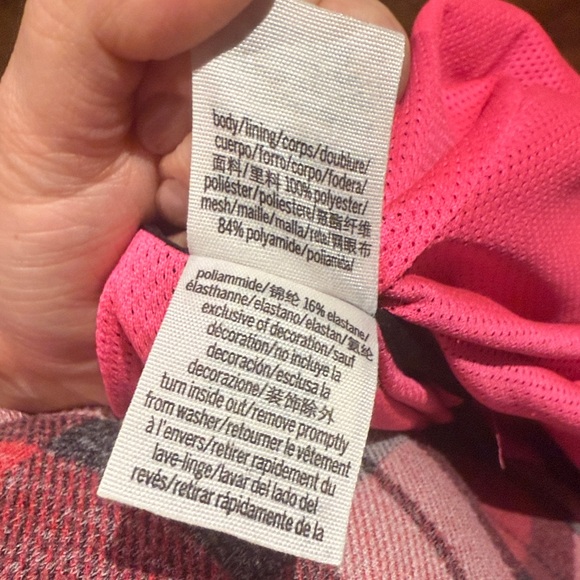 body/lining/corps/doublure/
cuerpo/forro/corpo/fodera/
面料/里料 100% polyester/
poliéster/poliestere/聚酯纤维
mesh/maille/malla/rete/网眼布
84% polyamide/poliamida/
poliammide/锦纶 16% elastane/
élasthanne/elastano/elastan/氨纶
exclusive of decoration/sauf
décoration/no incluye la
decoración/esclusa la
decorazione/装饰除外
turn inside out/remove promptly
from washer/retourner le vêtement
à l'envers/retirer rapidement du
lave-linge/lavar del lado del
revés/retirar rápidamente de la